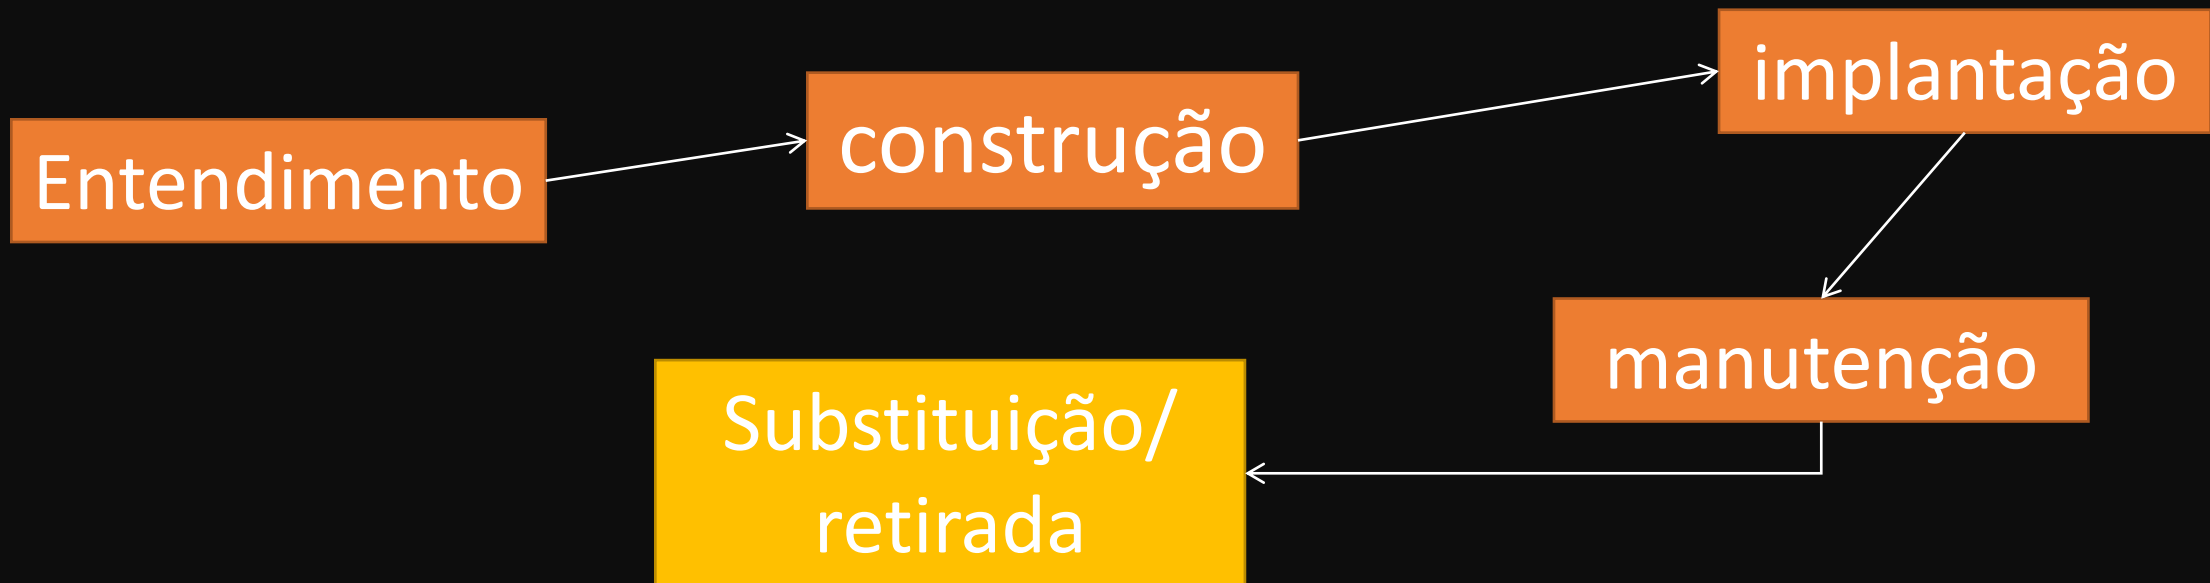 Entendimento
construção
implantação
manutenção
Substituição/
retirada